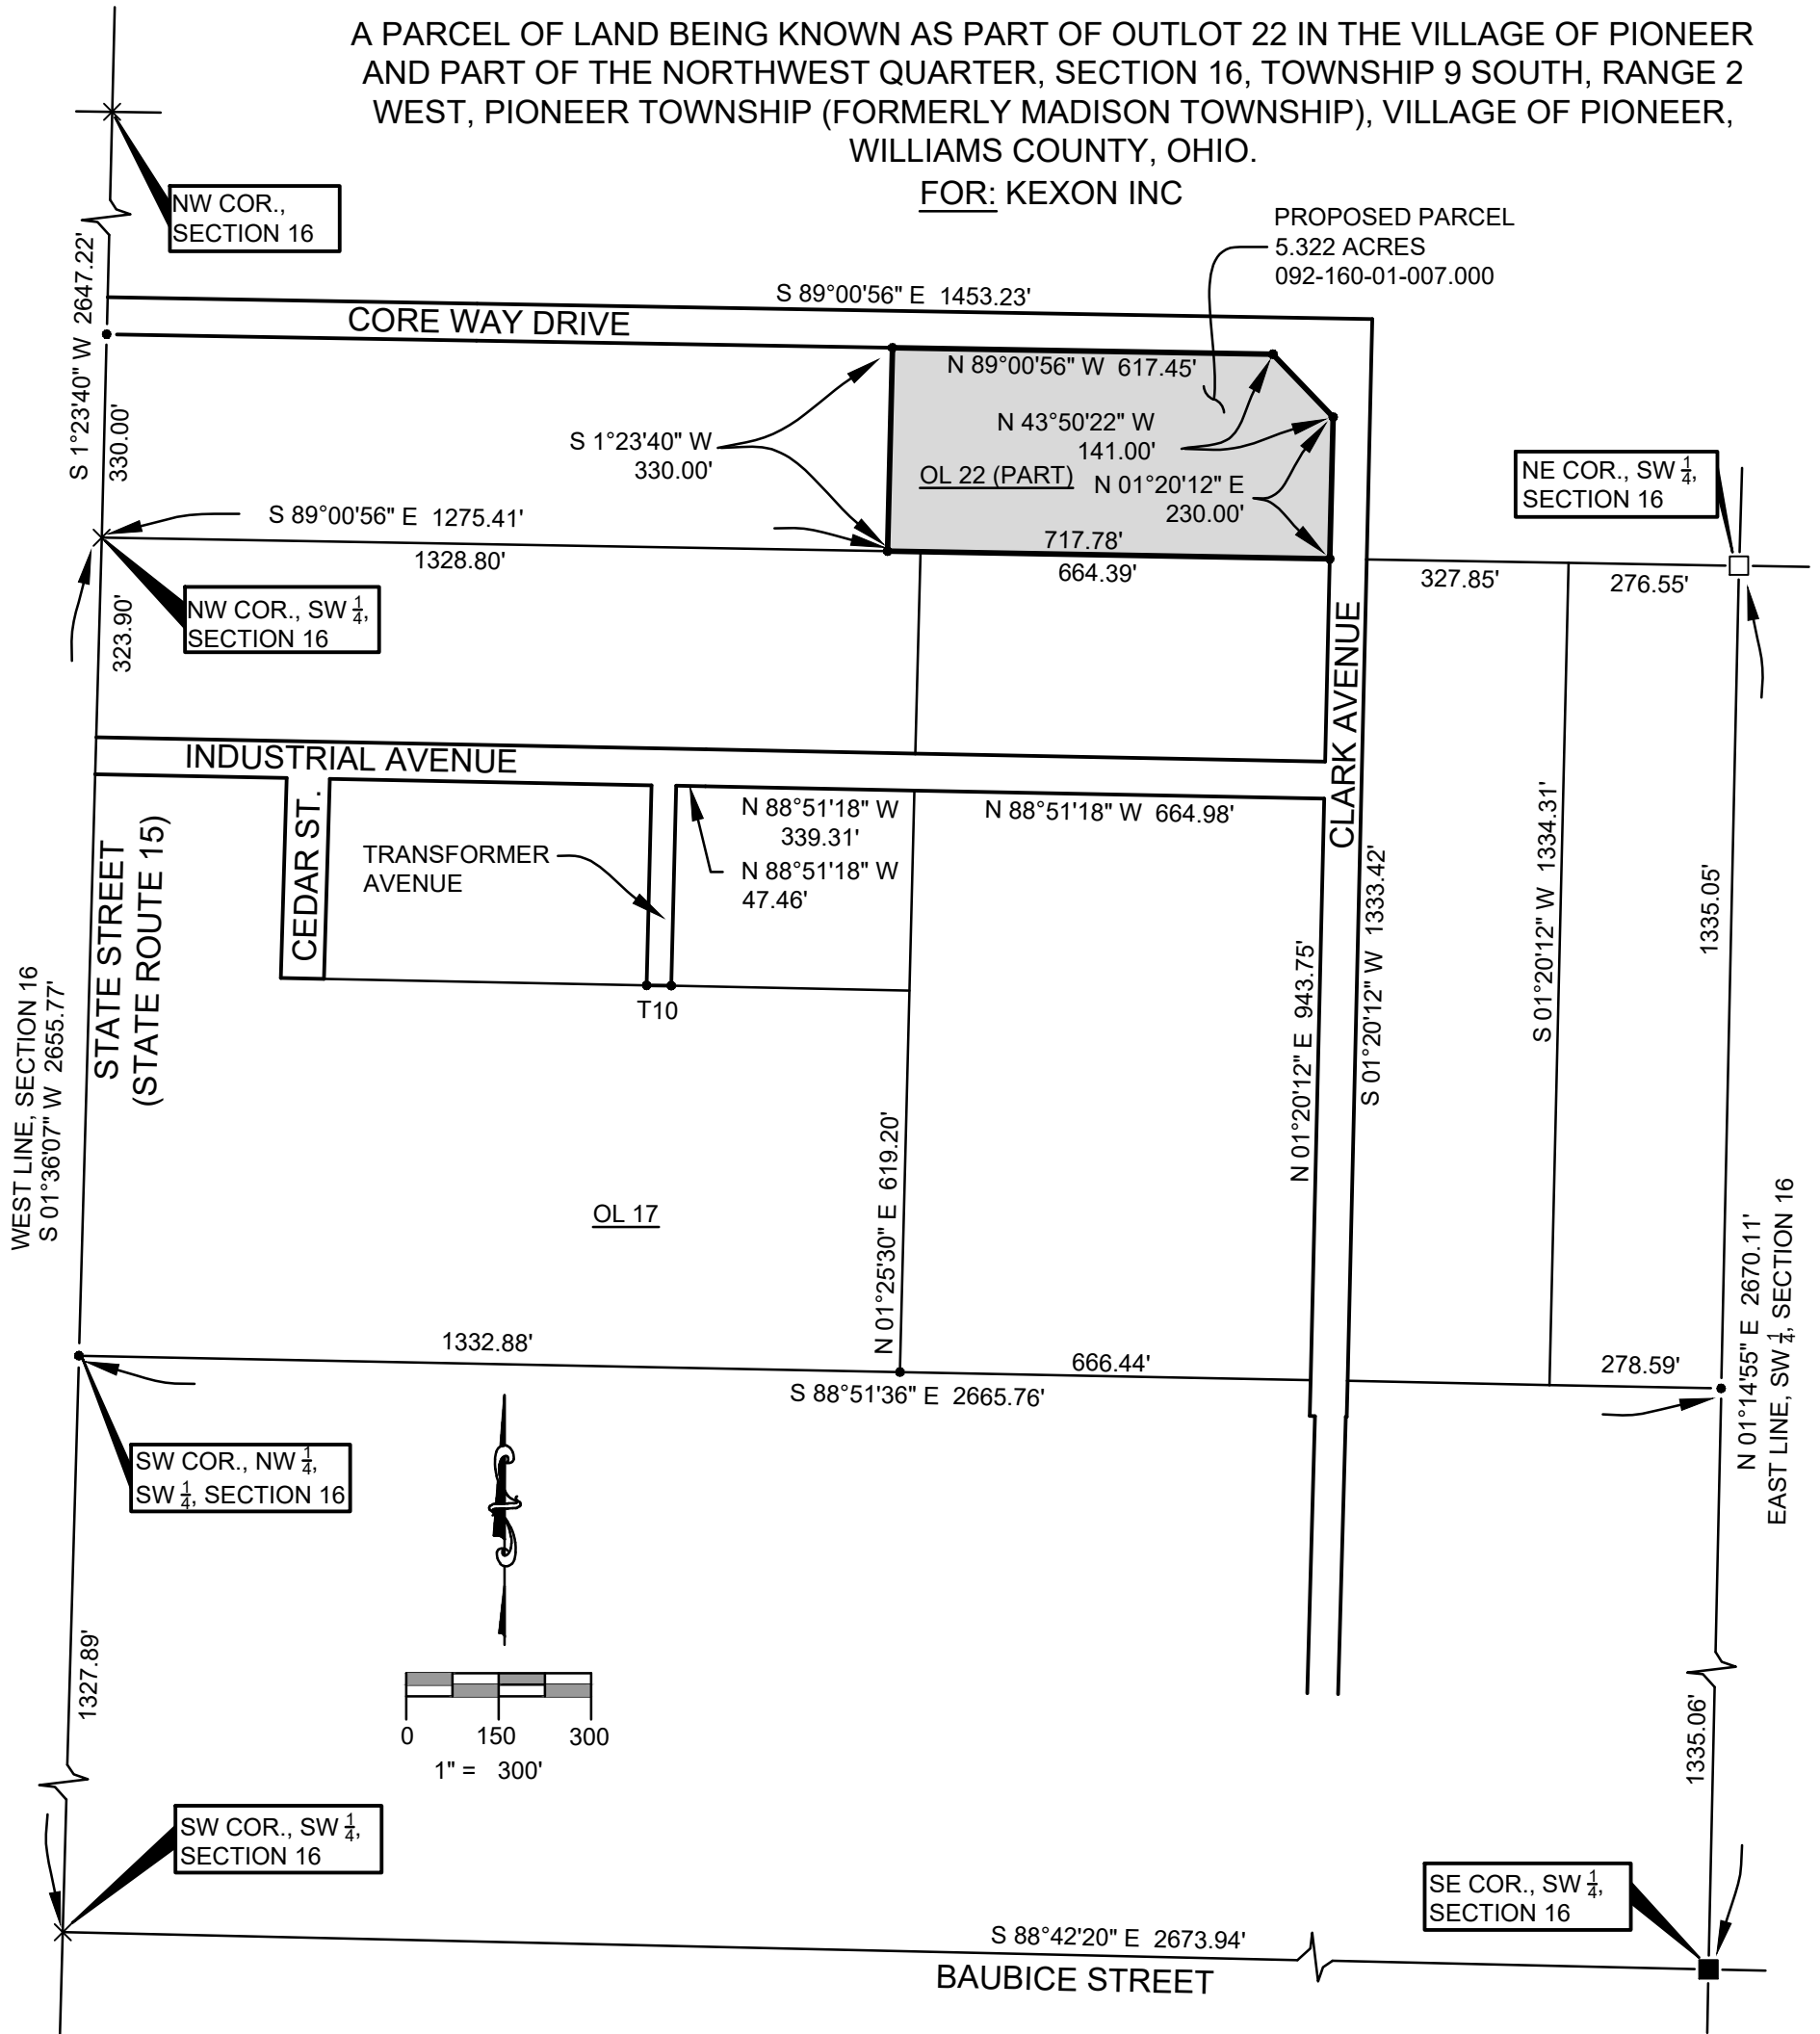 A PARCEL OF LAND BEING KNOWN AS PART OF OUTLOT 22 IN THE VILLAGE OF PIONEER
AND PART OF THE NORTHWEST QUARTER, SECTION 16, TOWNSHIP 9 SOUTH, RANGE 2
WEST, PIONEER TOWNSHIP (FORMERLY MADISON TOWNSHIP), VILLAGE OF PIONEER,
WILLIAMS COUNTY, OHIO.
FOR: KEXON INC
NW COR.,
SECTION 16
PROPOSED PARCEL
5.322 ACRES
092-160-01-007.000
S 1°23'40" W 2647.22'
330.00'
S 89°00'56" E 1453.23'
CORE WAY DRIVE
N 89°00'56" W 617.45'
N 43°50'22" W
141.00'
S 1°23'40" W
330.00'
OL 22 (PART)
N 01°20'12" E
230.00'
NE COR., SW 1/4,
SECTION 16
S 89°00'56" E 1275.41'
1328.80'
717.78'
664.39'
327.85'
276.55'
NW COR., SW 1/4,
SECTION 16
323.90'
INDUSTRIAL AVENUE
CLARK AVENUE
CEDAR ST.
TRANSFORMER
AVENUE
N 88°51'18" W
339.31'
N 88°51'18" W
47.46'
N 88°51'18" W 664.98'
STATE STREET
(STATE ROUTE 15)
WEST LINE, SECTION 16
S 01°36'07" W 2655.77'
T10
N 01°20'12" E 943.75'
S 01°20'12" W 1333.42'
S 01°20'12" W 1334.31'
1335.05'
N 01°25'30" E 619.20'
OL 17
N 01°14'55" E 2670.11'
EAST LINE, SW 1/4, SECTION 16
1332.88'
666.44'
278.59'
S 88°51'36" E 2665.76'
SW COR., NW 1/4,
SW 1/4, SECTION 16
1327.89'
0 150 300
1" = 300'
1335.06'
SW COR., SW 1/4,
SECTION 16
SE COR., SW 1/4,
SECTION 16
S 88°42'20" E 2673.94'
BAUBICE STREET